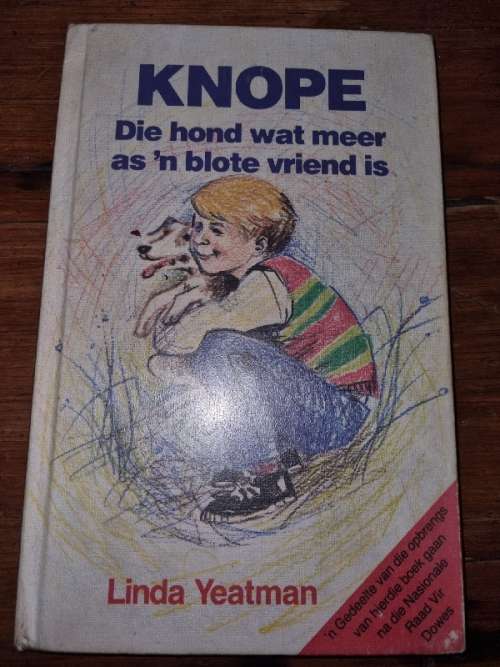 KNOPE
Die hond wat meer
as 'n blote vriend is
Linda Yeatman
'n Gedeelte van die opbrengs
van hierdie boek gaan
na die Nasionale
Raad Vir
Dowes